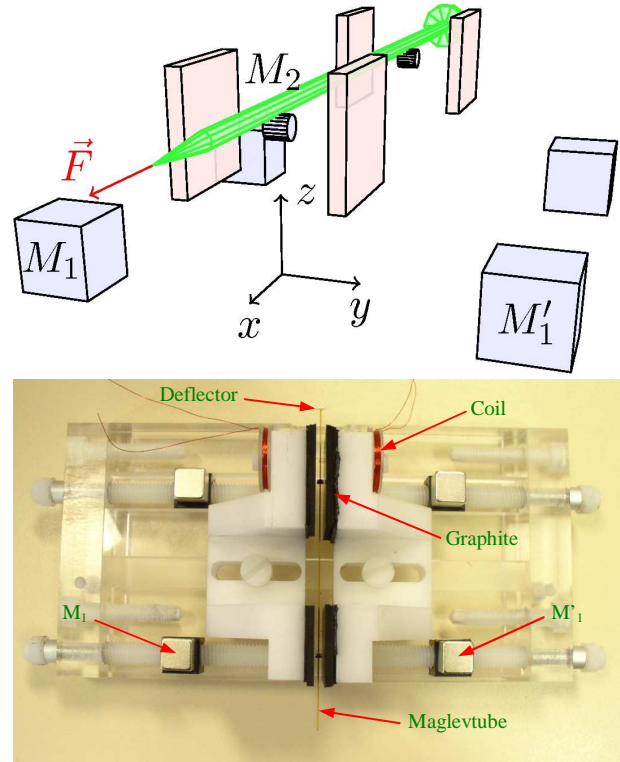 M₂
F⃗
z
M₁
x
y
M′₁
Deflector
Coil
Graphite
M₁
M’₁
Maglevtube